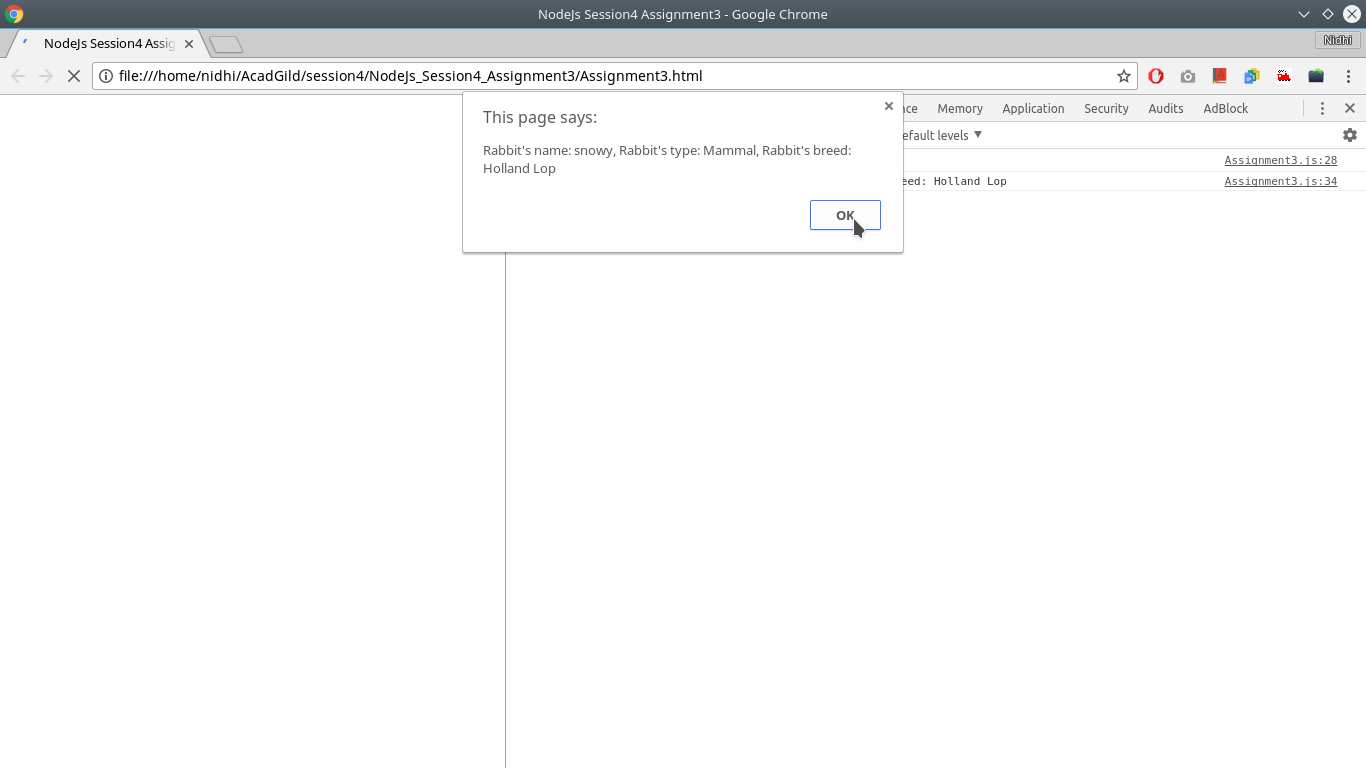 NodeJs Session4 Assignment3 - Google Chrome
NodeJs Session4 Assig
Nidhi
file:///home/nidhi/AcadGild/session4/NodeJs_Session4_Assignment3/Assignment3.html
Memory Application Security Audits AdBlock
This page says:
efault levels
Rabbit's name: snowy, Rabbit's type: Mammal, Rabbit's breed:
Holland Lop
Assignment3.js:28
eed: Holland Lop Assignment3.js:34
OK